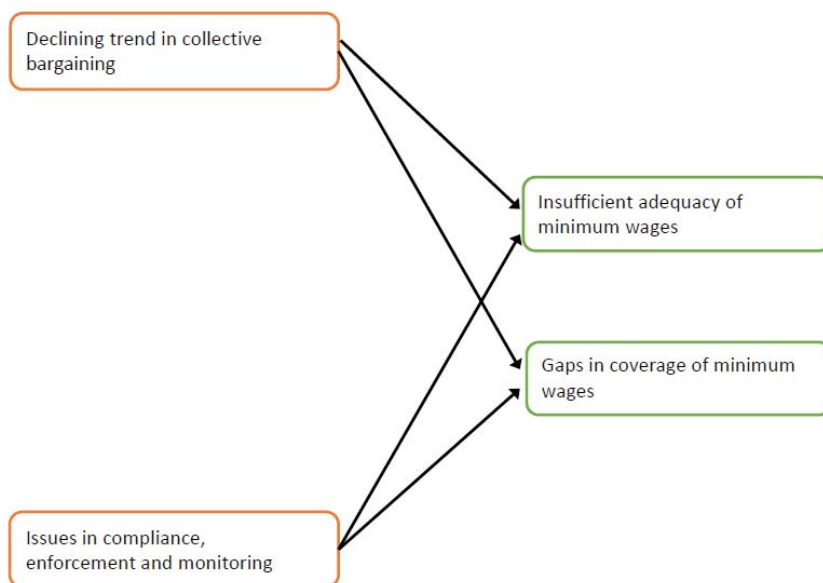 Declining trend in collective
bargaining
Insufficient adequacy of
minimum wages
Gaps in coverage of minimum
wages
Issues in compliance,
enforcement and monitoring